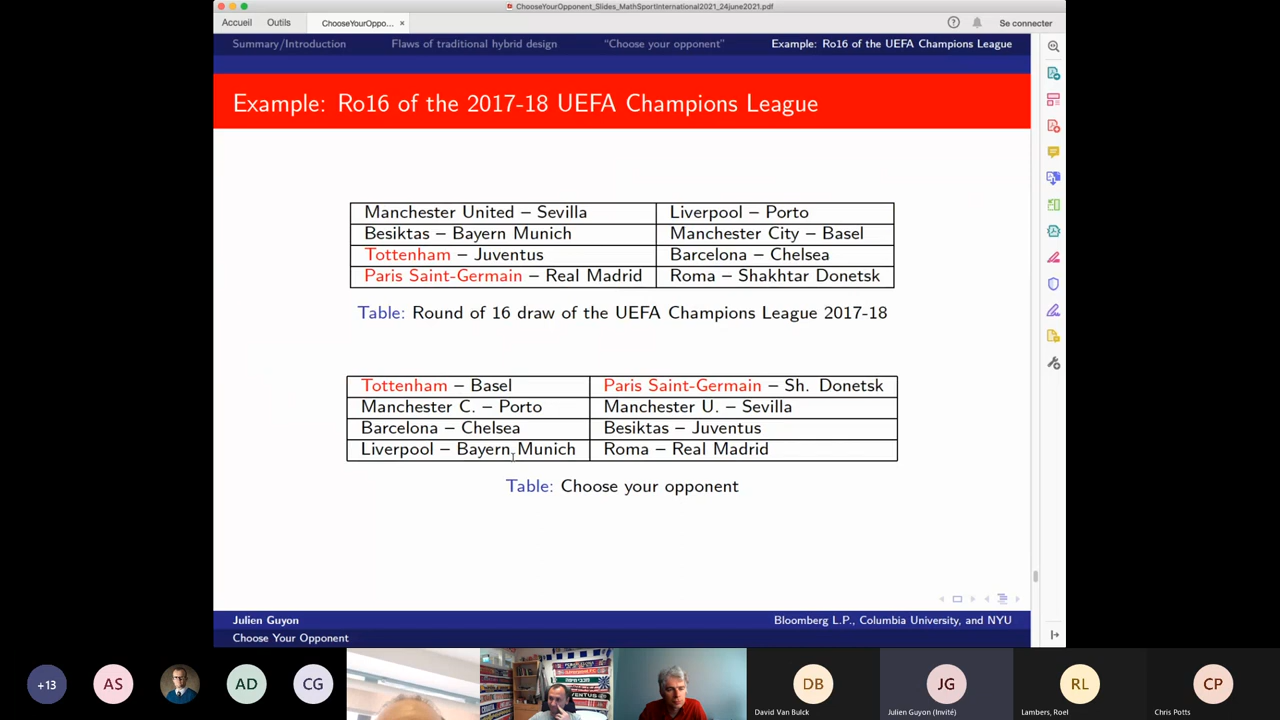 ChooseYourOpponent_Slides_MathSportInternational2021_24june2021.pdf
Accueil Outils ChooseYourOppo... × Se connecter
Summary/Introduction Flaws of traditional hybrid design “Choose your opponent” Example: Ro16 of the UEFA Champions League
Example: Ro16 of the 2017-18 UEFA Champions League
Manchester United – Sevilla Liverpool – Porto
Besiktas – Bayern Munich Manchester City – Basel
Tottenham – Juventus Barcelona – Chelsea
Paris Saint-Germain – Real Madrid Roma – Shakhtar Donetsk
Table: Round of 16 draw of the UEFA Champions League 2017-18
Tottenham – Basel Paris Saint-Germain – Sh. Donetsk
Manchester C. – Porto Manchester U. – Sevilla
Barcelona – Chelsea Besiktas – Juventus
Liverpool – Bayern Munich Roma – Real Madrid
Table: Choose your opponent
Julien Guyon Bloomberg L.P., Columbia University, and NYU
Choose Your Opponent
+13 AS AD CG DB JG RL CP
David Van Bulck Julien Guyon (Invité) Lambers, Roel Chris Potts